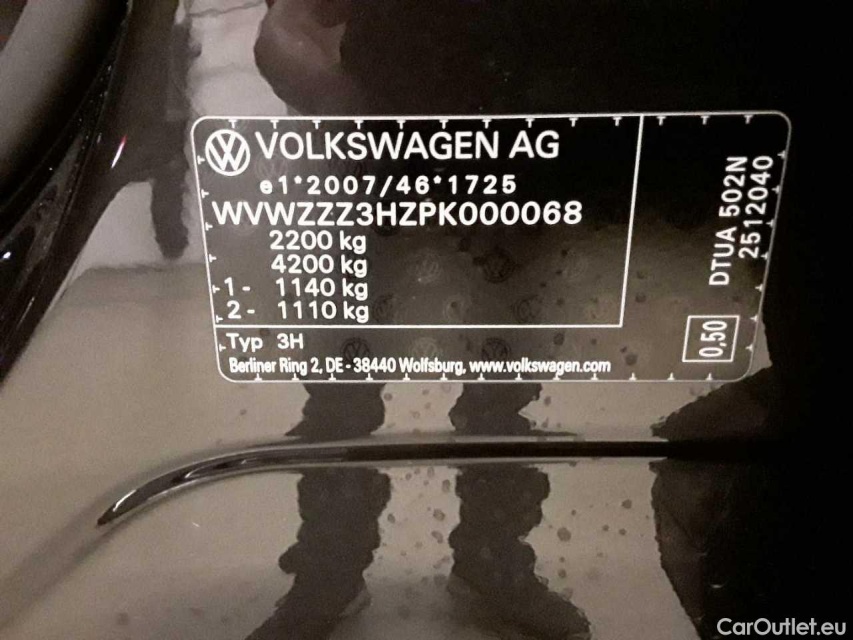 VOLKSWAGEN AG
e1*2007/46*1725
WVWZZZ3HZPK000068
2200 kg
4200 kg
1 - 1140 kg
2 - 1110 kg
Typ 3H
Berliner Ring 2, DE - 38440 Wolfsburg, www.volkswagen.com
DTUA 502N
2512040
0,50
CarOutlet.eu